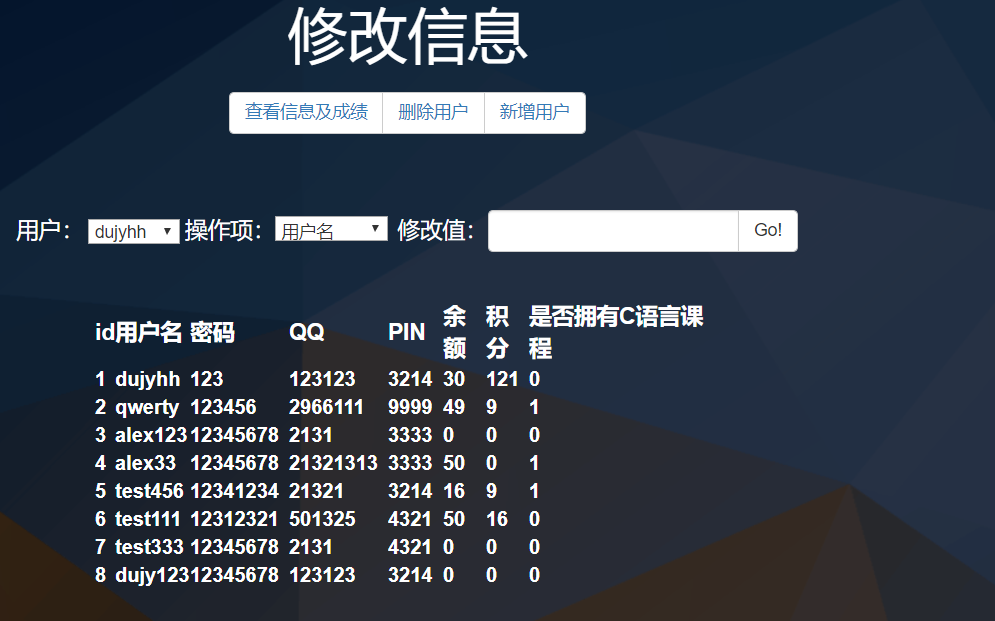 修改信息
查看信息及成绩 删除用户 新增用户
用户： dujyhh 操作项： 用户名 修改值： Go!
id 用户名 密码 QQ PIN 余额 积分 是否拥有C语言课程
1 dujyhh 123 123123 3214 30 121 0
2 qwerty 123456 2966111 9999 49 9 1
3 alex123 12345678 2131 3333 0 0 0
4 alex33 12345678 21321313 3333 50 0 1
5 test456 12341234 21321 3214 16 9 1
6 test111 12312321 501325 4321 50 16 0
7 test333 12345678 2131 4321 0 0 0
8 dujy123 12345678 123123 3214 0 0 0